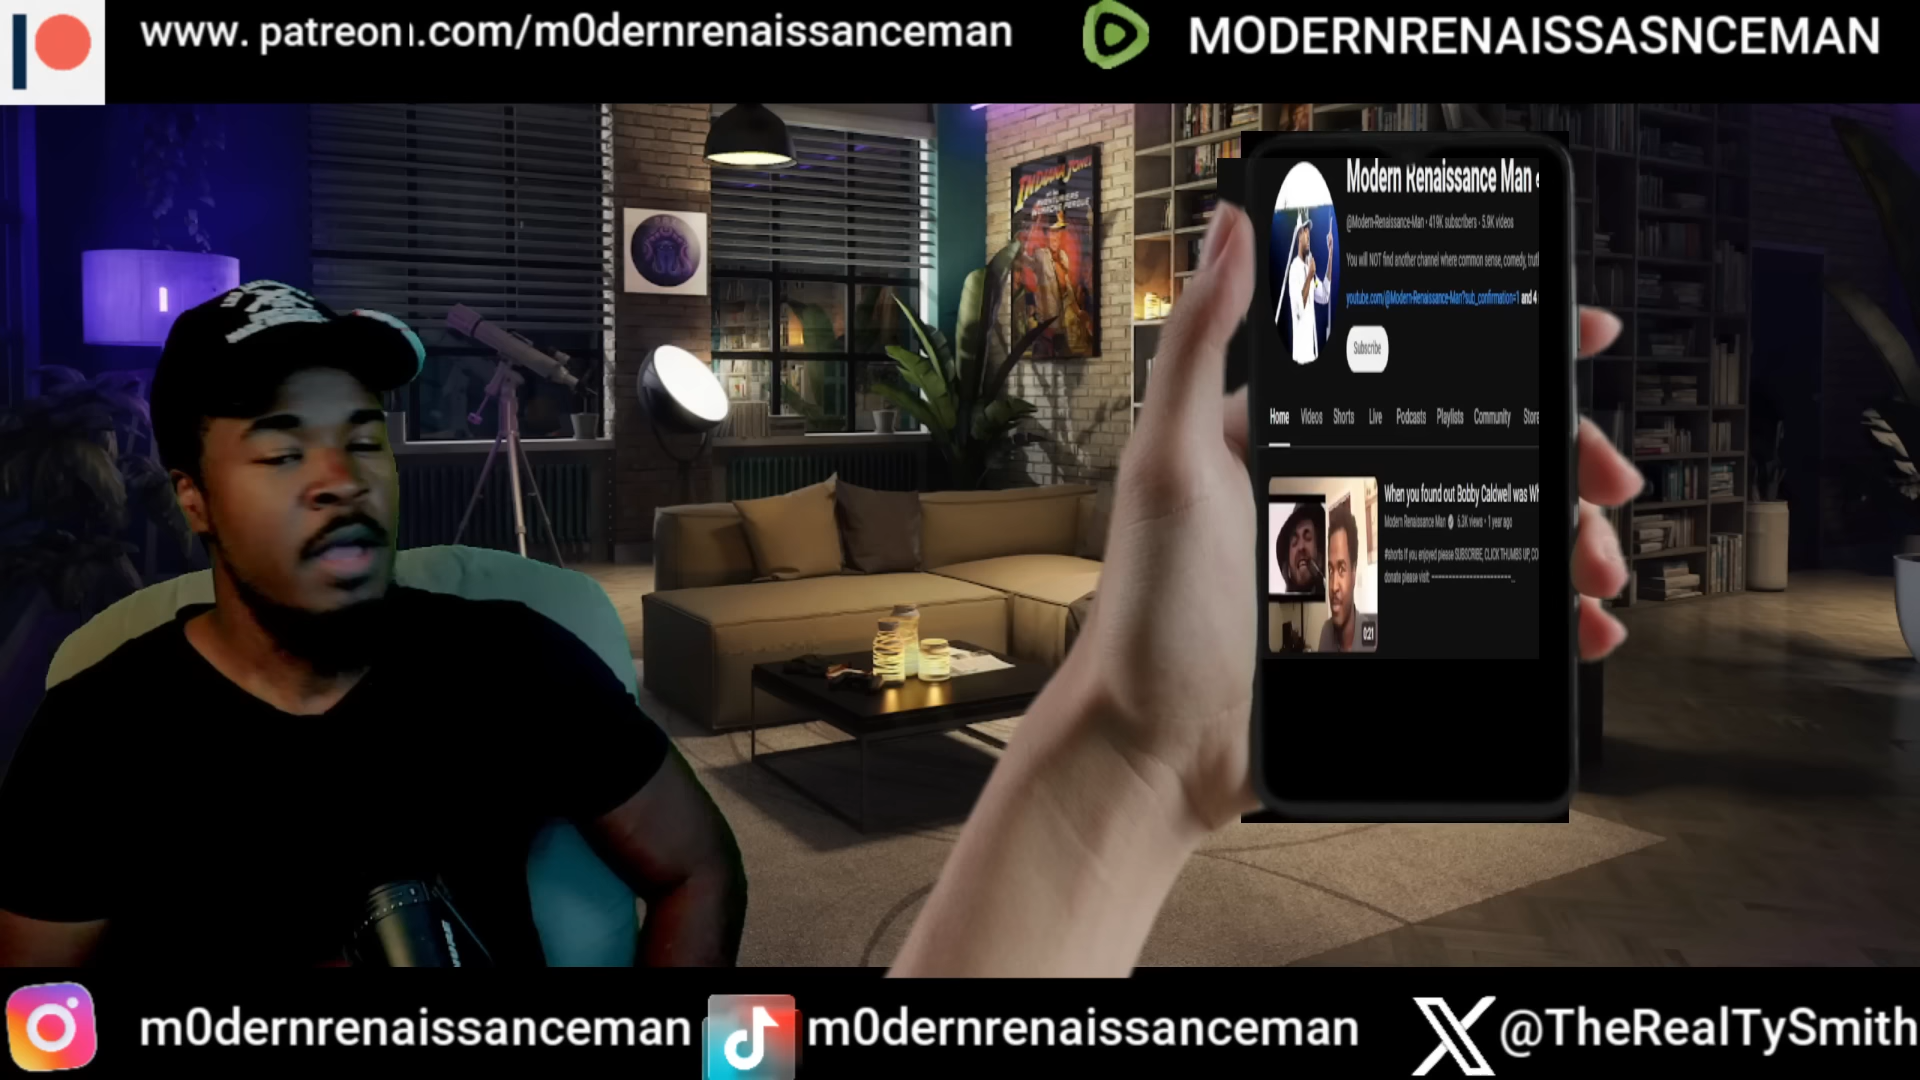 www. patreon.com/m0dernrenaissanceman
MODERNRENAISSASNCEMAN
INDIANA JONES
Modern Renaissance Man
@Modern-Renaissance-Man · 419K subscribers · 5.9K videos
You will NOT find another channel where common sense, comedy, trut
youtube.com/@Modern-Renaissance-Man?sub_confirmation=1 and 4
Subscribe
Home Videos Shorts Live Podcasts Playlists Community Store
When you found out Bobby Caldwell was Wh
Modern Renaissance Man 6.3K views · 1 year ago
#shorts If you enjoyed please SUBSCRIBE, CLICK THUMBS UP, CO
donate please visit: ---------------------------...
0:21
m0dernrenaissanceman
m0dernrenaissanceman
@TheRealTySmith